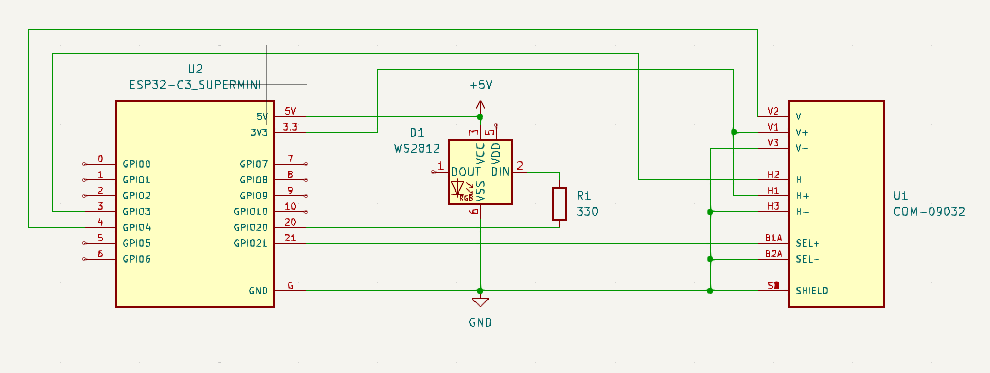 U2
ESP32-C3_SUPERMINI
5V 5V
3V3 3.3
0 GPIO0
1 GPIO1
2 GPIO2
3 GPIO3
4 GPIO4
5 GPIO5
6 GPIO6
GPIO7 7
GPIO8 8
GPIO9 9
GPIO10 10
GPIO20 20
GPIO21 21
GND G
+5V
D1
WS2812
3 VCC
5 VDD
1 DOUT
DIN 2
VSS
RGB
6
GND
R1
330
V2 V
V1 V+
V3 V-
H2 H
H1 H+
H3 H-
B1A SEL+
B2A SEL-
SHIELD
U1
COM-09032